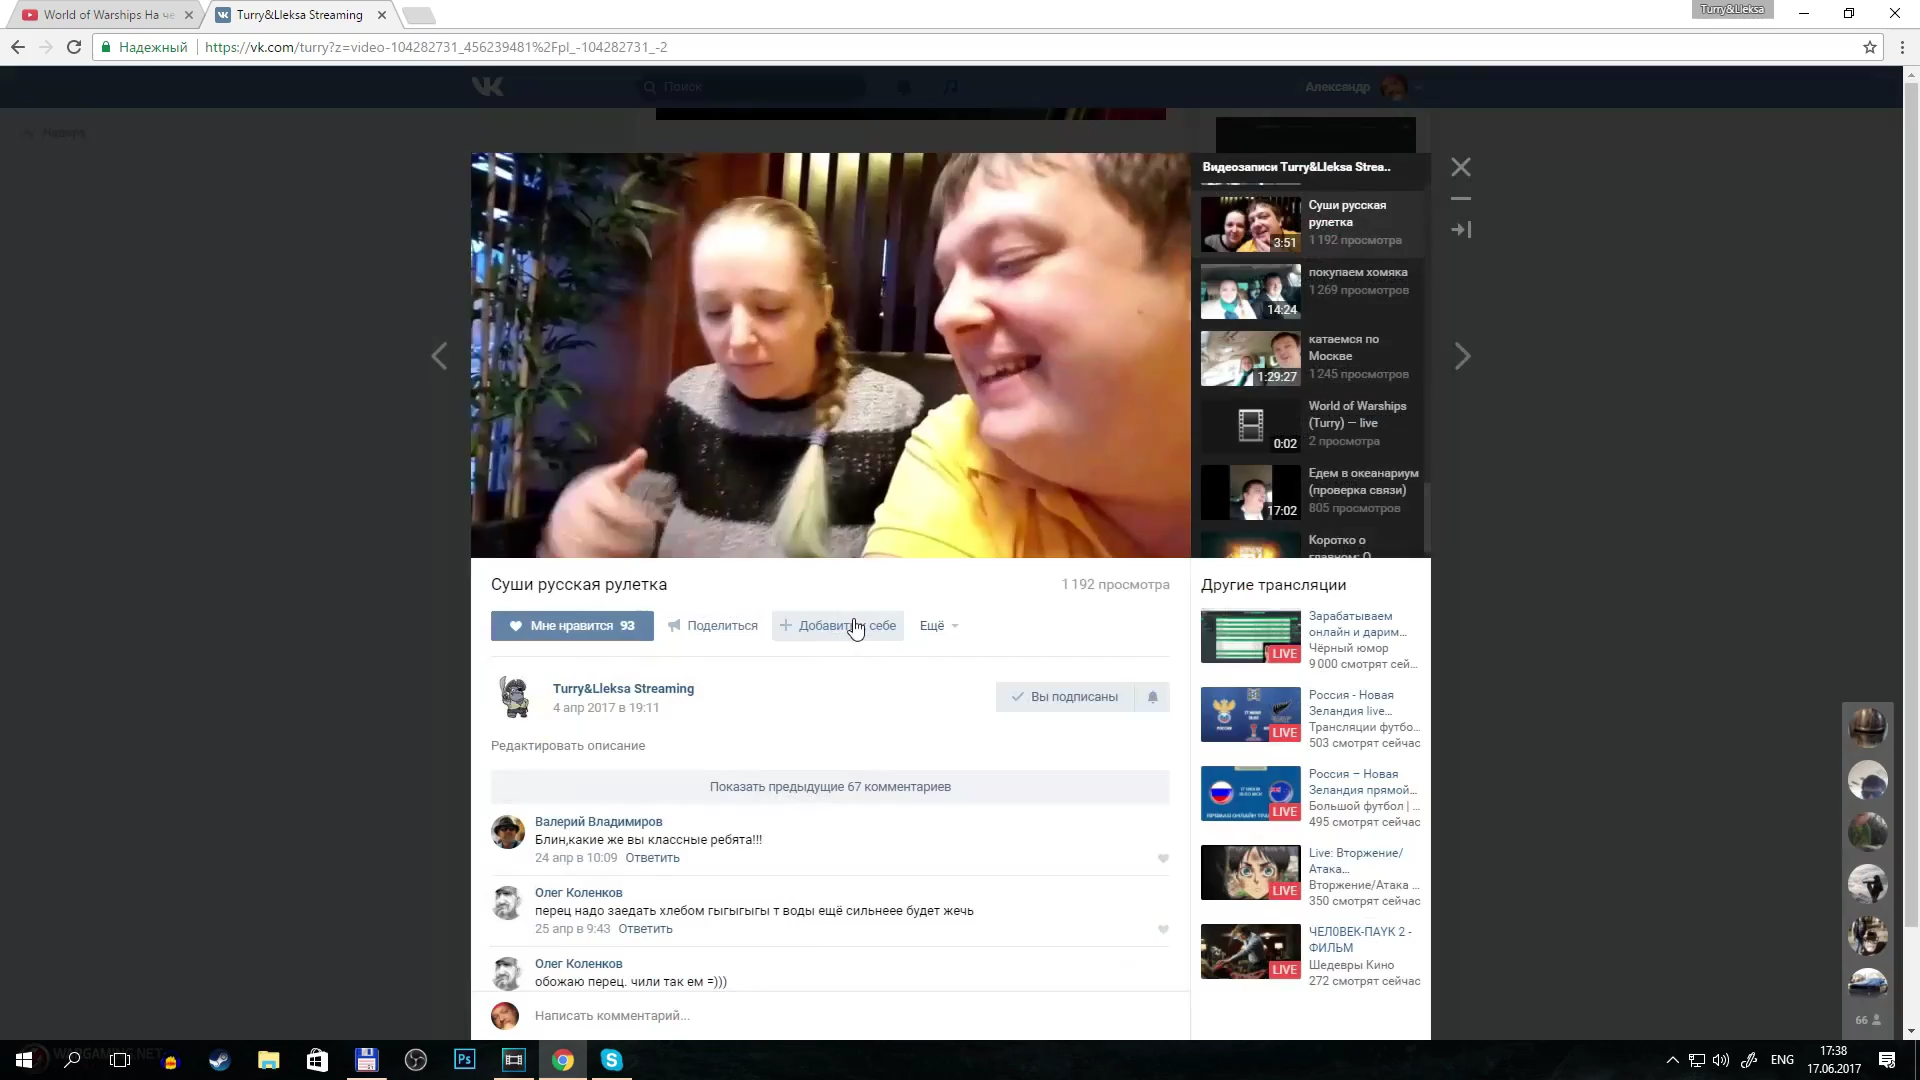 World of Warships На че
Turry&Lleksa Streaming
Turry&Lleksa
Надежный
https://vk.com/turry?z=video-104282731_456239481%2Fpl_-104282731_-2
Поиск
Александр
Наверх
Видеозаписи Turry&Lleksa Strea..
Суши русская
рулетка
1 192 просмотра
3:51
покупаем хомяка
1 269 просмотров
14:24
катаемся по
Москве
1 245 просмотров
1:29:27
World of Warships
(Turry) — live
2 просмотра
0:02
Едем в океанариум
(проверка связи)
805 просмотров
17:02
Коротко о
главном: О
Суши русская рулетка
1 192 просмотра
Мне нравится 93
Поделиться
Добавить себе
Ещё
Turry&Lleksa Streaming
4 апр 2017 в 19:11
Вы подписаны
Редактировать описание
Показать предыдущие 67 комментариев
Валерий Владимиров
Блин,какие же вы классные ребята!!!
24 апр в 10:09 Ответить
Олег Коленков
перец надо заедать хлебом гыгыгыгы т воды ещё сильнеее будет жечь
25 апр в 9:43 Ответить
Олег Коленков
обожаю перец. чили так ем =)))
Написать комментарий...
Другие трансляции
Зарабатываем
онлайн и дарим...
Чёрный юмор
9 000 смотрят сей...
LIVE
Россия - Новая
Зеландия live...
Трансляции футбо...
503 смотрят сейчас
LIVE
Россия – Новая
Зеландия прямой...
Большой футбол | ...
495 смотрят сейчас
LIVE
Live: Вторжение/
Атака...
Вторжение/Атака ...
350 смотрят сейчас
LIVE
ЧЕЛОВЕК-ПАУК 2 -
ФИЛЬМ
Шедевры Кино
272 смотрят сейчас
LIVE
66
WARGAMING.NET
Ps
ENG
17:38
17.06.2017